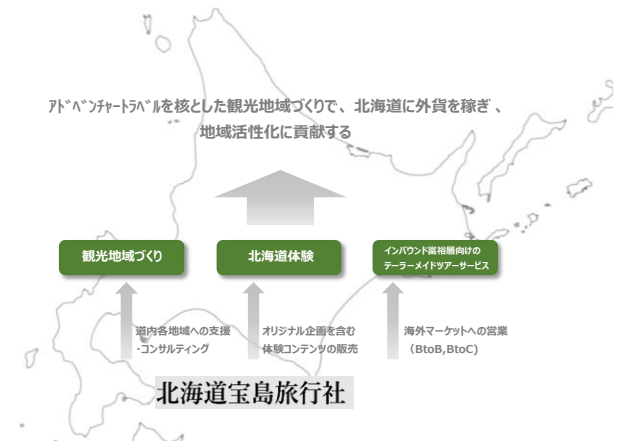 ｱﾄﾞﾍﾞﾝﾁｬｰﾄﾗﾍﾞﾙを核とした観光地域づくりで、北海道に外貨を稼ぎ、
地域活性化に貢献する
観光地域づくり
北海道体験
インバウンド富裕層向けの
テーラーメイドツアーサービス
道内各地域への支援
・コンサルティング
オリジナル企画を含む
体験コンテンツの販売
海外マーケットへの営業
（BtoB,BtoC)
北海道宝島旅行社